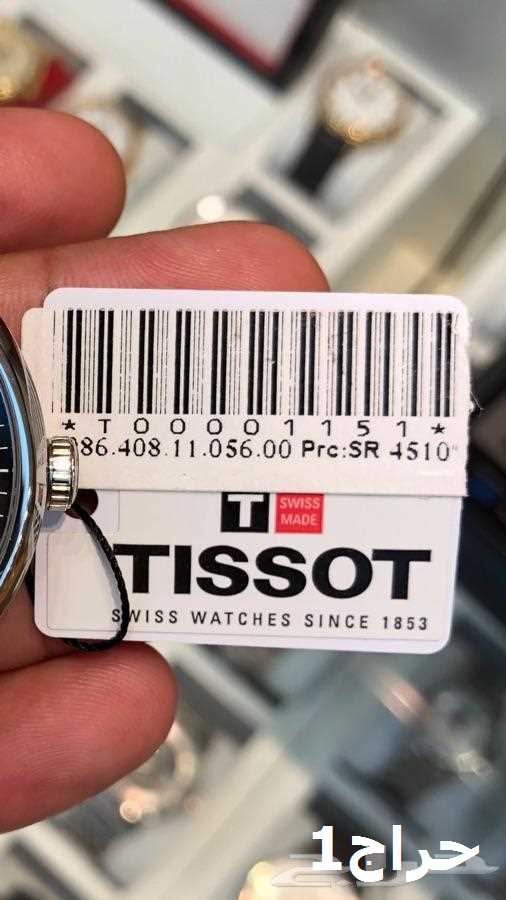 *T00001151*
086.408.11.056.00 Prc:SR 4510
T SWISS MADE
TISSOT
SWISS WATCHES SINCE 1853
حراج1